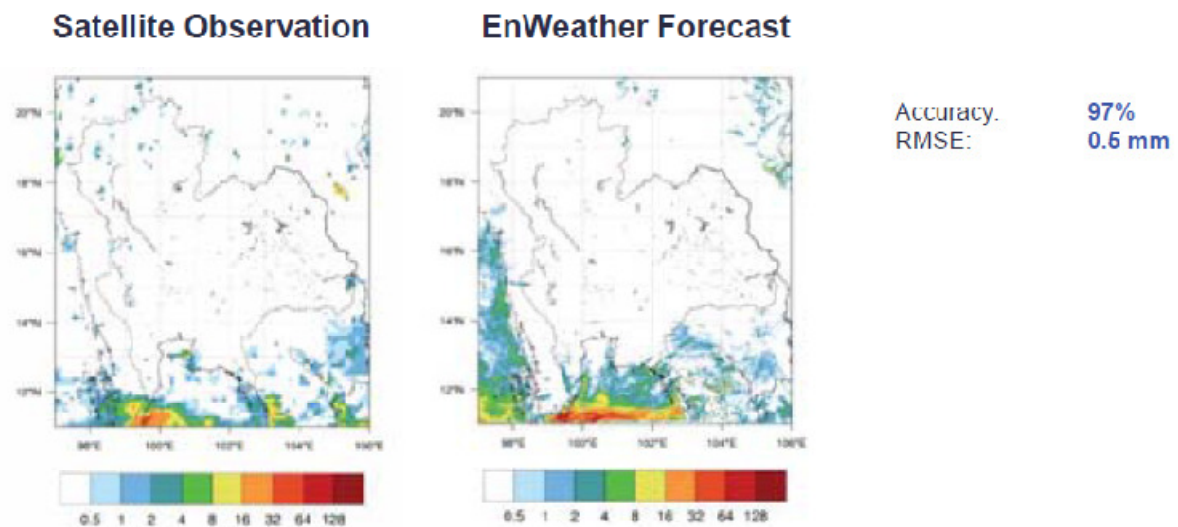 Satellite Observation
EnWeather Forecast
Accuracy: 97%
RMSE: 0.5 mm
20°N
18°N
16°N
14°N
12°N
98°E 100°E 102°E 104°E 106°E
0.5 1 2 4 8 16 32 64 128
20°N
18°N
16°N
14°N
12°N
98°E 100°E 102°E 104°E 106°E
0.5 1 2 4 8 16 32 64 128